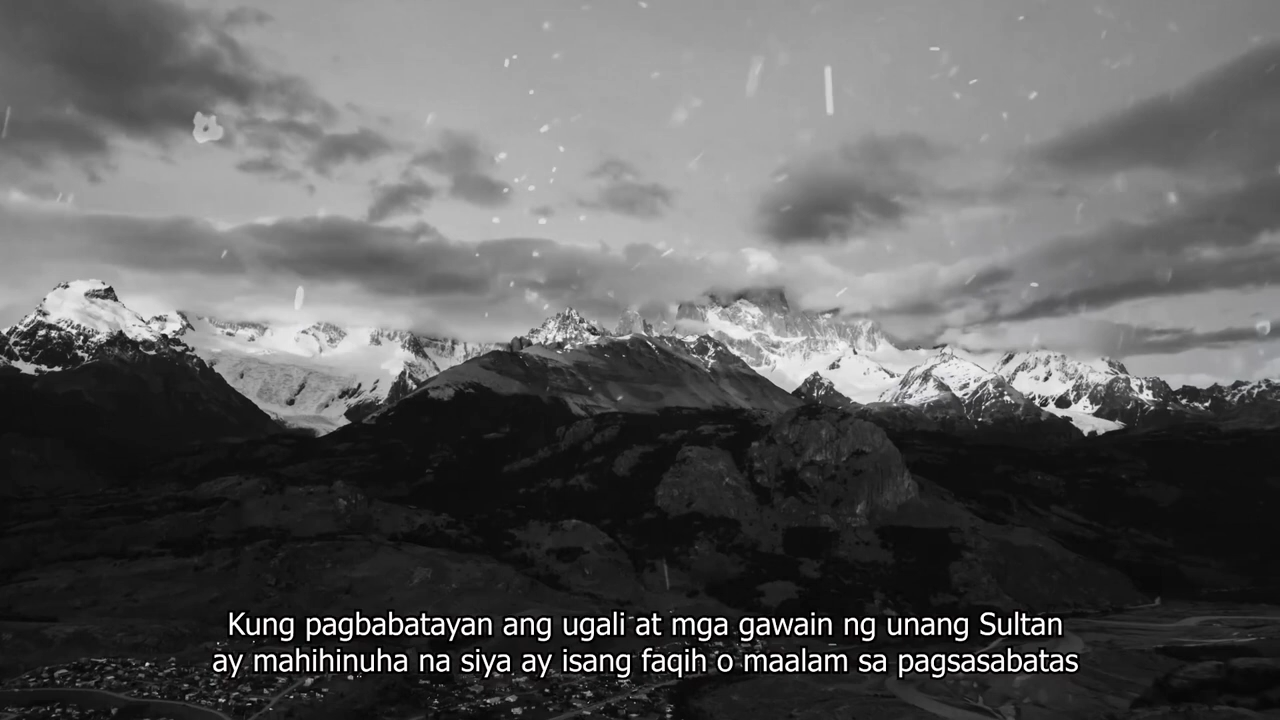 Kung pagbabatayan ang ugali at mga gawain ng unang Sultan
ay mahihinuha na siya ay isang faqih o maalam sa pagsasabatas